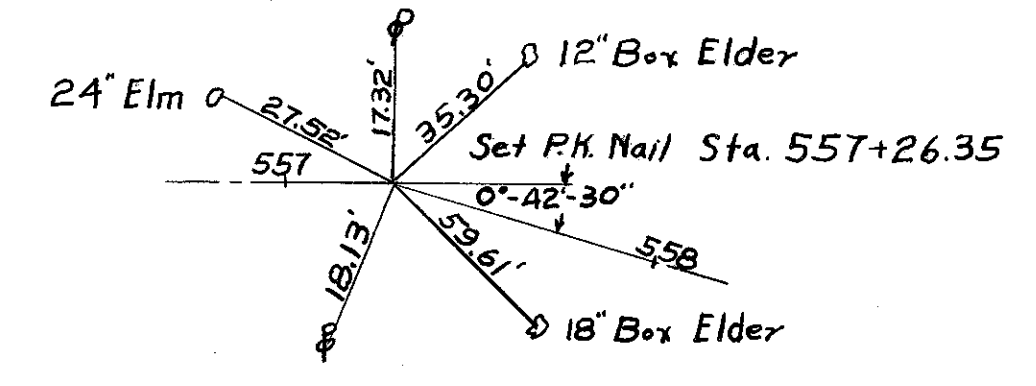 12" Box Elder
24" Elm
27.52'
17.32'
35.30'
Set P.K. Nail Sta. 557+26.35
557
0°-42'-30"
558
18.13'
59.61'
18" Box Elder